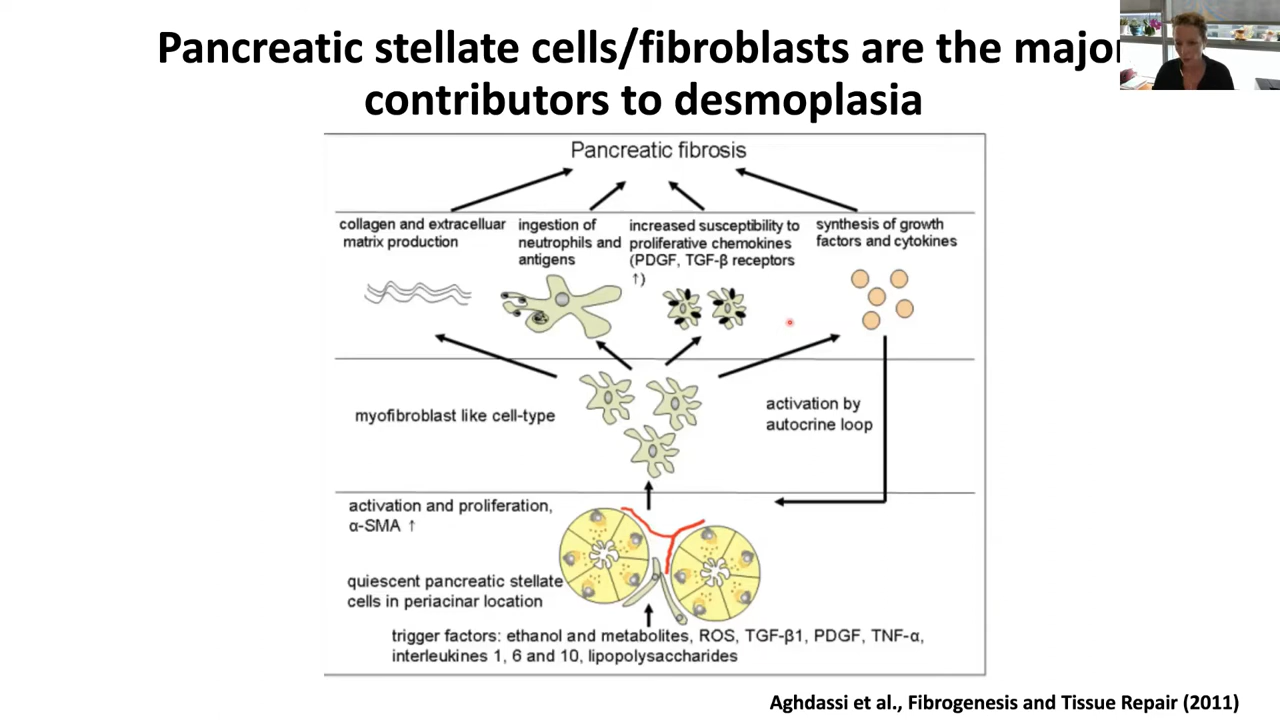 Pancreatic stellate cells/fibroblasts are the major
contributors to desmoplasia
Pancreatic fibrosis
collagen and extracelluar
matrix production
ingestion of
neutrophils and
antigens
increased susceptibility to
proliferative chemokines
(PDGF, TGF-β receptors
↑)
synthesis of growth
factors and cytokines
myofibroblast like cell-type
activation by
autocrine loop
activation and proliferation,
α-SMA ↑
quiescent pancreatic stellate
cells in periacinar location
trigger factors: ethanol and metabolites, ROS, TGF-β1, PDGF, TNF-α,
interleukines 1, 6 and 10, lipopolysaccharides
Aghdassi et al., Fibrogenesis and Tissue Repair (2011)